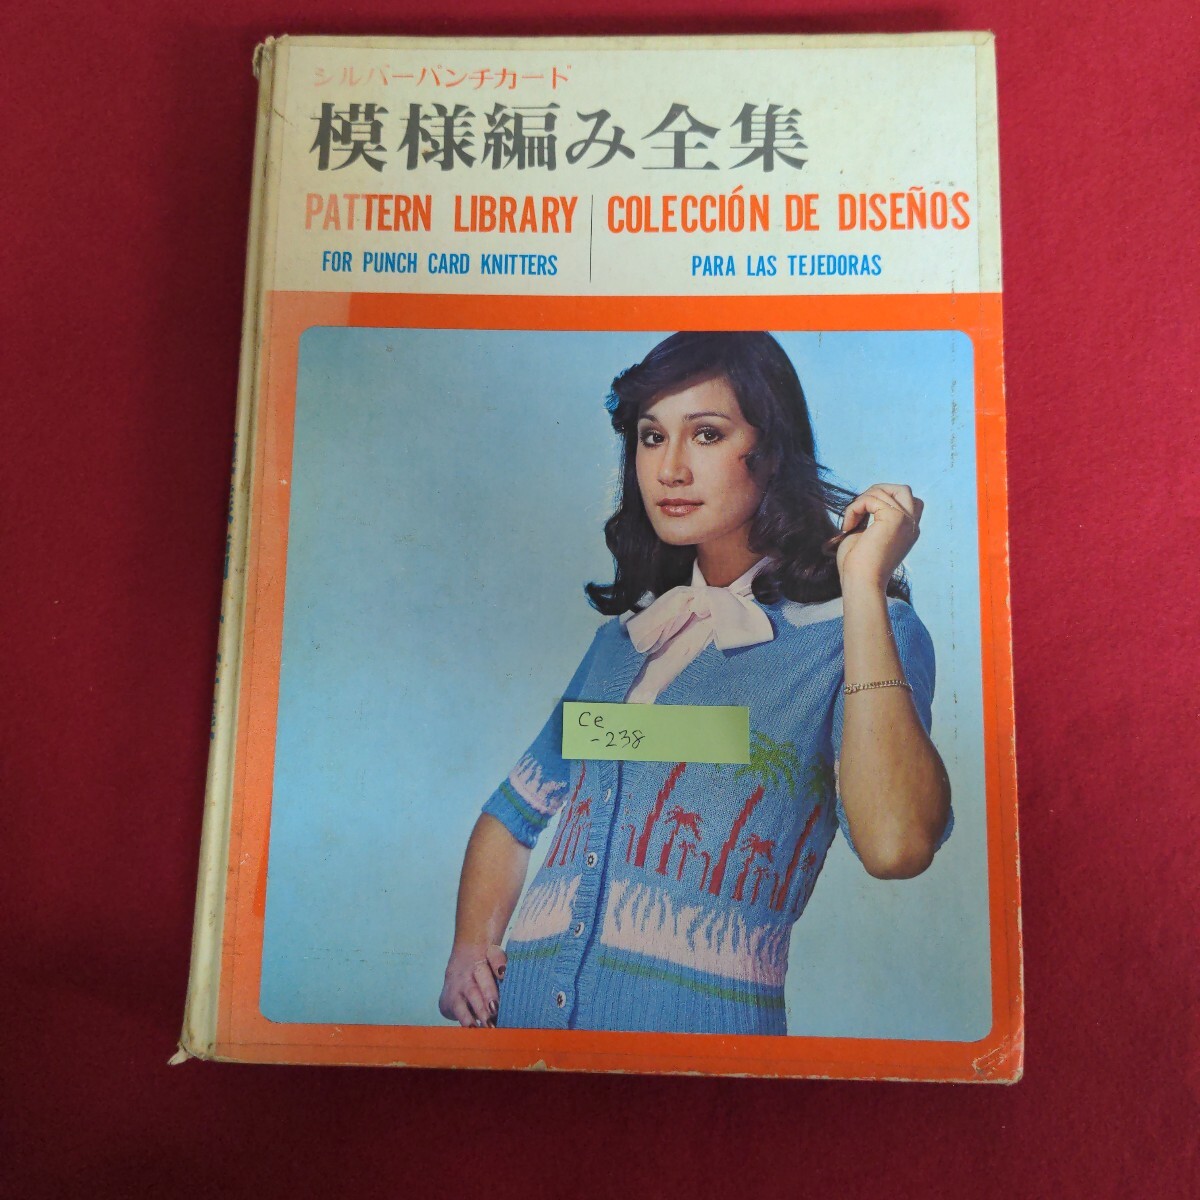 シルバーパンチカード
模様編み全集
PATTERN LIBRARY
FOR PUNCH CARD KNITTERS
COLECCIÓN DE DISEÑOS
PARA LAS TEJEDORAS
Ce
-238